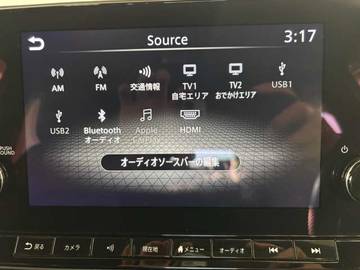 Source 3:17
AM FM 交通情報 TV1 TV2 USB1
自宅エリア おでかけエリア
USB2 Bluetooth Apple HDMI
オーディオ
オーディオソースバーの編集
PUSH
SOUND
戻る カメラ 現在地 メニュー オーディオ